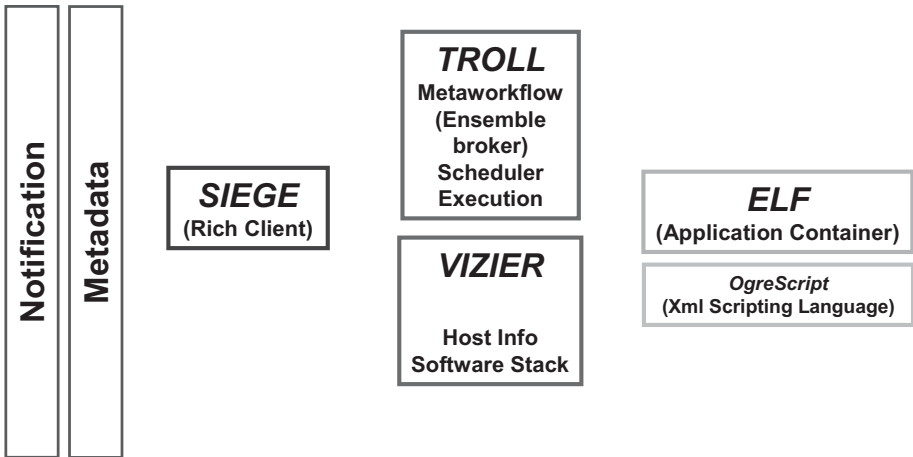 Notification
Metadata
SIEGE
(Rich Client)
TROLL
Metaworkflow
(Ensemble
broker)
Scheduler
Execution
VIZIER
Host Info
Software Stack
ELF
(Application Container)
OgreScript
(Xml Scripting Language)